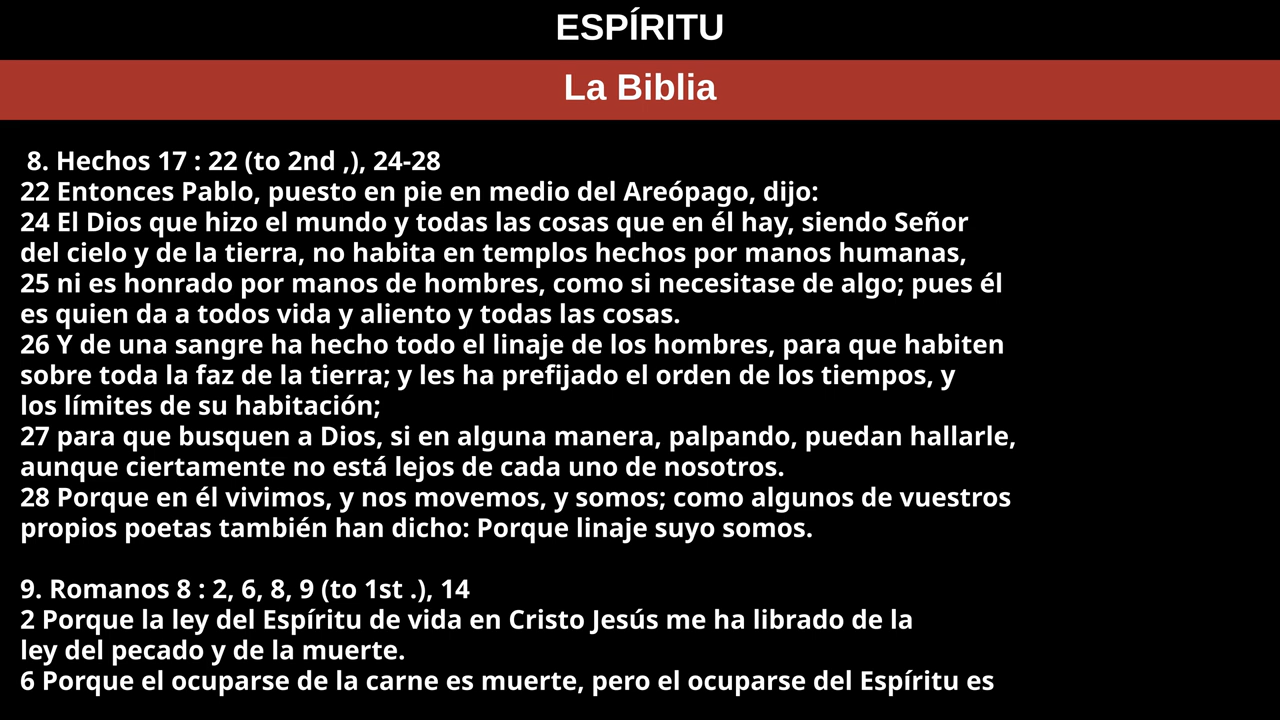 ESPÍRITU
La Biblia
8. Hechos 17 : 22 (to 2nd ,), 24-28
22 Entonces Pablo, puesto en pie en medio del Areópago, dijo:
24 El Dios que hizo el mundo y todas las cosas que en él hay, siendo Señor
del cielo y de la tierra, no habita en templos hechos por manos humanas,
25 ni es honrado por manos de hombres, como si necesitase de algo; pues él
es quien da a todos vida y aliento y todas las cosas.
26 Y de una sangre ha hecho todo el linaje de los hombres, para que habiten
sobre toda la faz de la tierra; y les ha prefijado el orden de los tiempos, y
los límites de su habitación;
27 para que busquen a Dios, si en alguna manera, palpando, puedan hallarle,
aunque ciertamente no está lejos de cada uno de nosotros.
28 Porque en él vivimos, y nos movemos, y somos; como algunos de vuestros
propios poetas también han dicho: Porque linaje suyo somos.
9. Romanos 8 : 2, 6, 8, 9 (to 1st .), 14
2 Porque la ley del Espíritu de vida en Cristo Jesús me ha librado de la
ley del pecado y de la muerte.
6 Porque el ocuparse de la carne es muerte, pero el ocuparse del Espíritu es